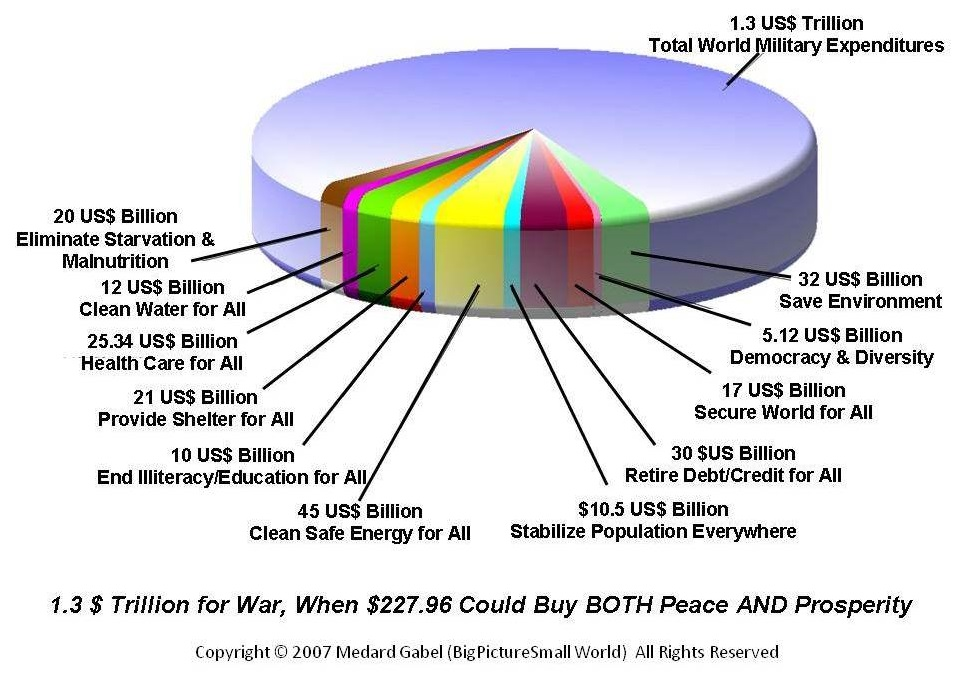 1.3 US$ Trillion
Total World Military Expenditures
20 US$ Billion
Eliminate Starvation &
Malnutrition
12 US$ Billion
Clean Water for All
25.34 US$ Billion
Health Care for All
21 US$ Billion
Provide Shelter for All
10 US$ Billion
End Illiteracy/Education for All
45 US$ Billion
Clean Safe Energy for All
32 US$ Billion
Save Environment
5.12 US$ Billion
Democracy & Diversity
17 US$ Billion
Secure World for All
30 $US Billion
Retire Debt/Credit for All
$10.5 US$ Billion
Stabilize Population Everywhere
1.3 $ Trillion for War, When $227.96 Could Buy BOTH Peace AND Prosperity
Copyright © 2007 Medard Gabel (BigPictureSmall World) All Rights Reserved